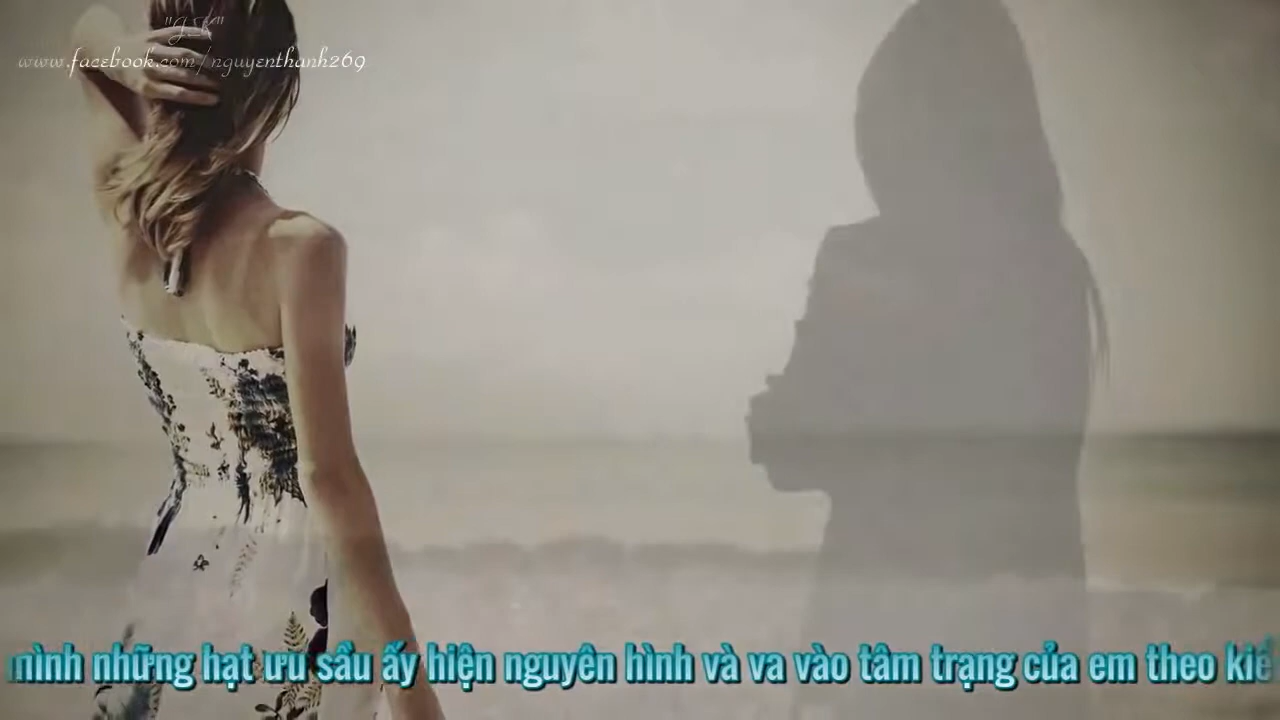 www.facebook.com/nguyenthanh269
mình những hạt ưu sầu ấy hiện nguyên hình và va vào tâm trạng của em theo